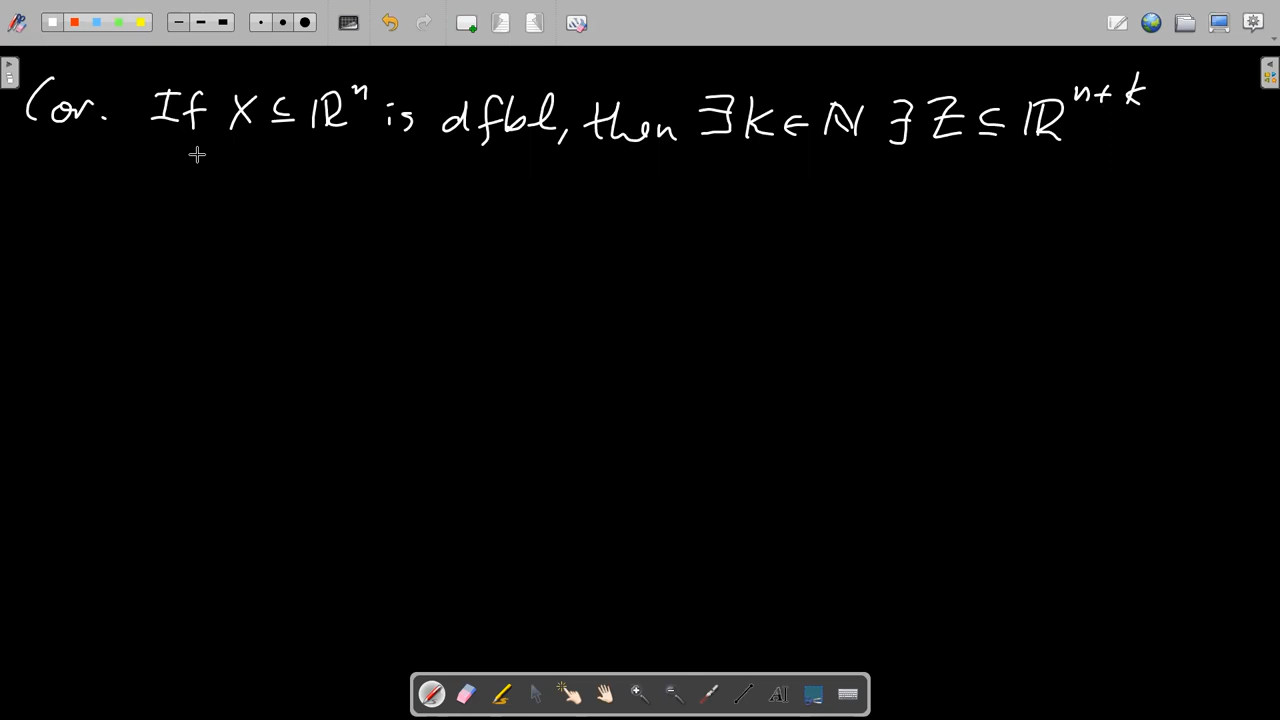 Cor. If X ⊆ ℝⁿ is dfbl, then ∃ k ∈ ℕ ∃ Z ⊆ ℝⁿ⁺ᵏ